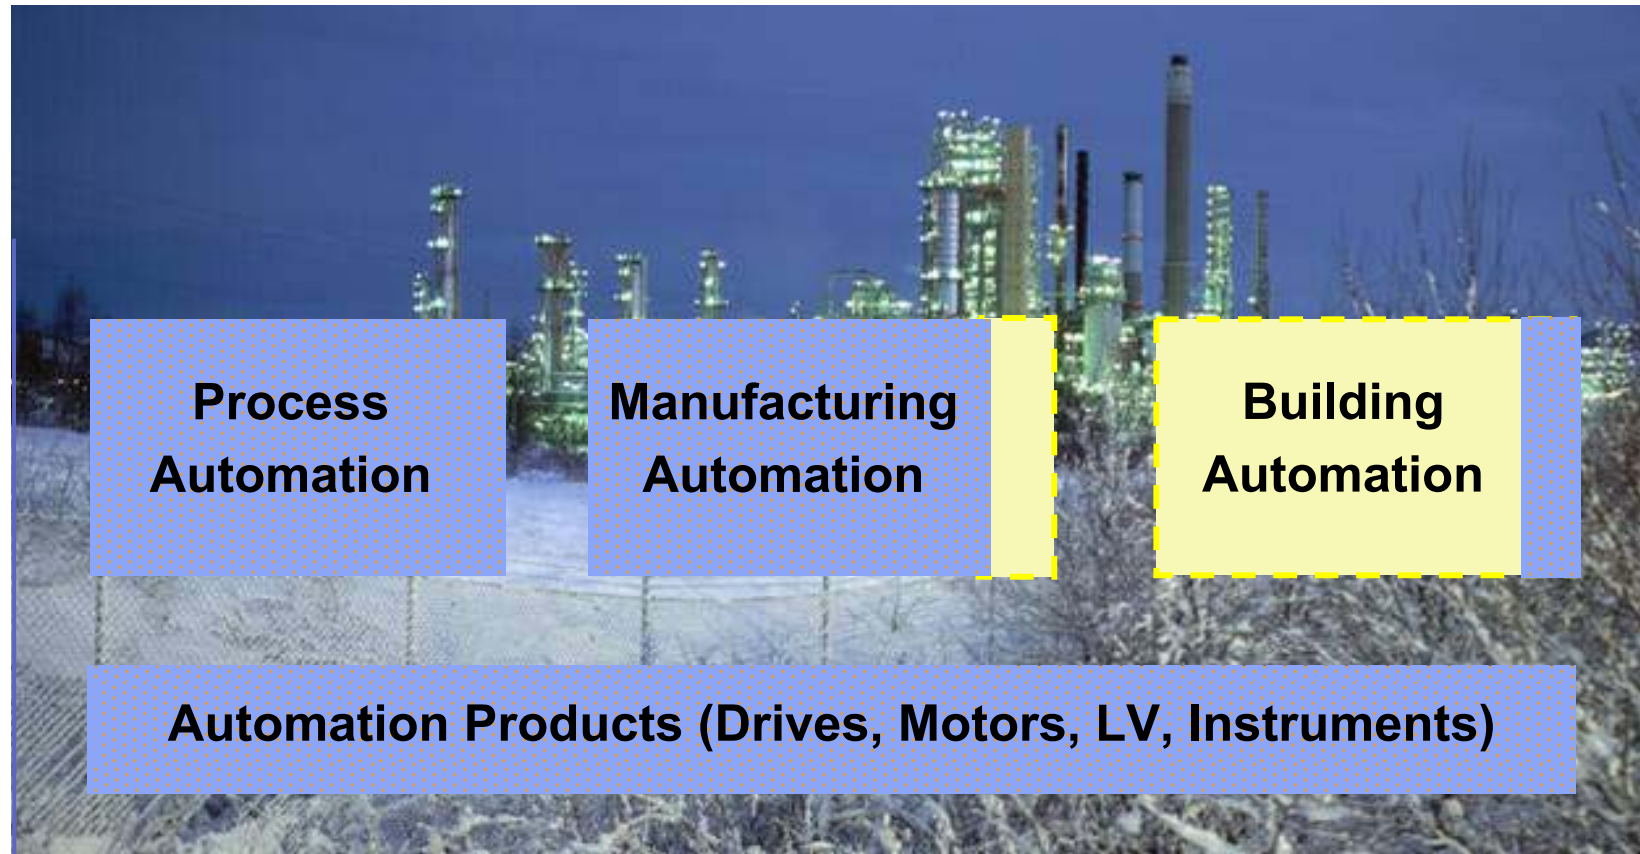 Process
Automation
Manufacturing
Automation
Building
Automation
Automation Products (Drives, Motors, LV, Instruments)